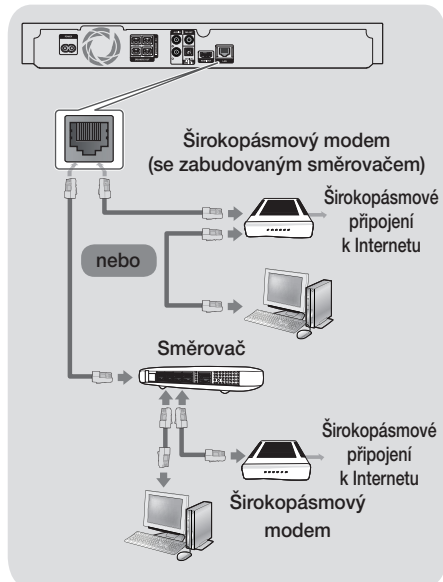 Širokopásmový modem
(se zabudovaným směrovačem)
Širokopásmové
připojení
k Internetu
nebo
Směrovač
Širokopásmové
připojení
k Internetu
Širokopásmový
modem